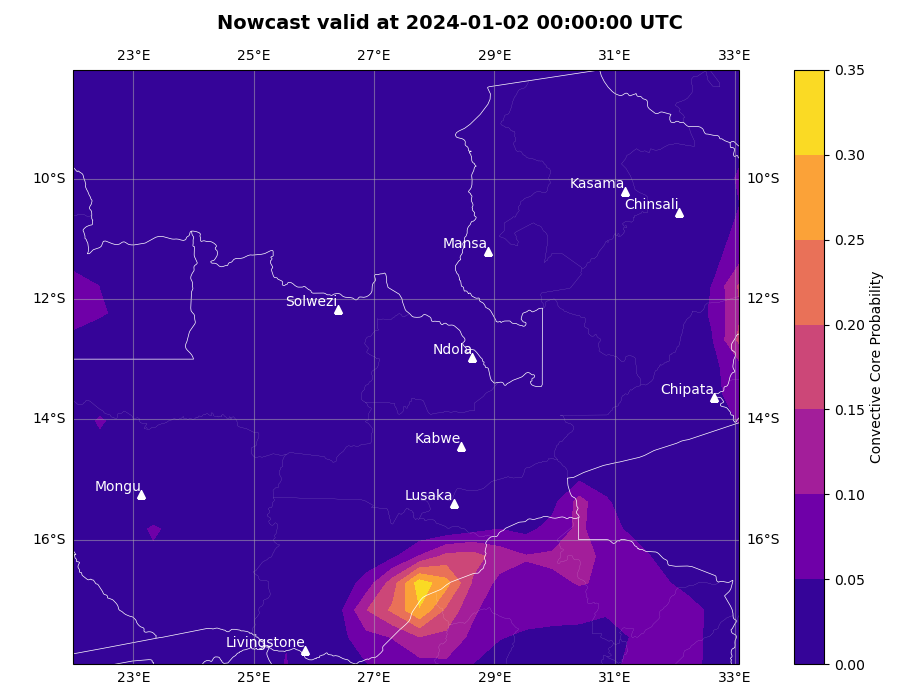 Nowcast valid at 2024-01-02 00:00:00 UTC
23°E 25°E 27°E 29°E 31°E 33°E
0.35
0.30
10°S 10°S
Kasama
Chinsali
0.25
Mansa
12°S 12°S
Solwezi
0.20
Ndola
Chipata
0.15
14°S 14°S
Kabwe
Mongu
Lusaka
0.10
16°S 16°S
0.05
Livingstone
0.00
23°E 25°E 27°E 29°E 31°E 33°E
Convective Core Probability